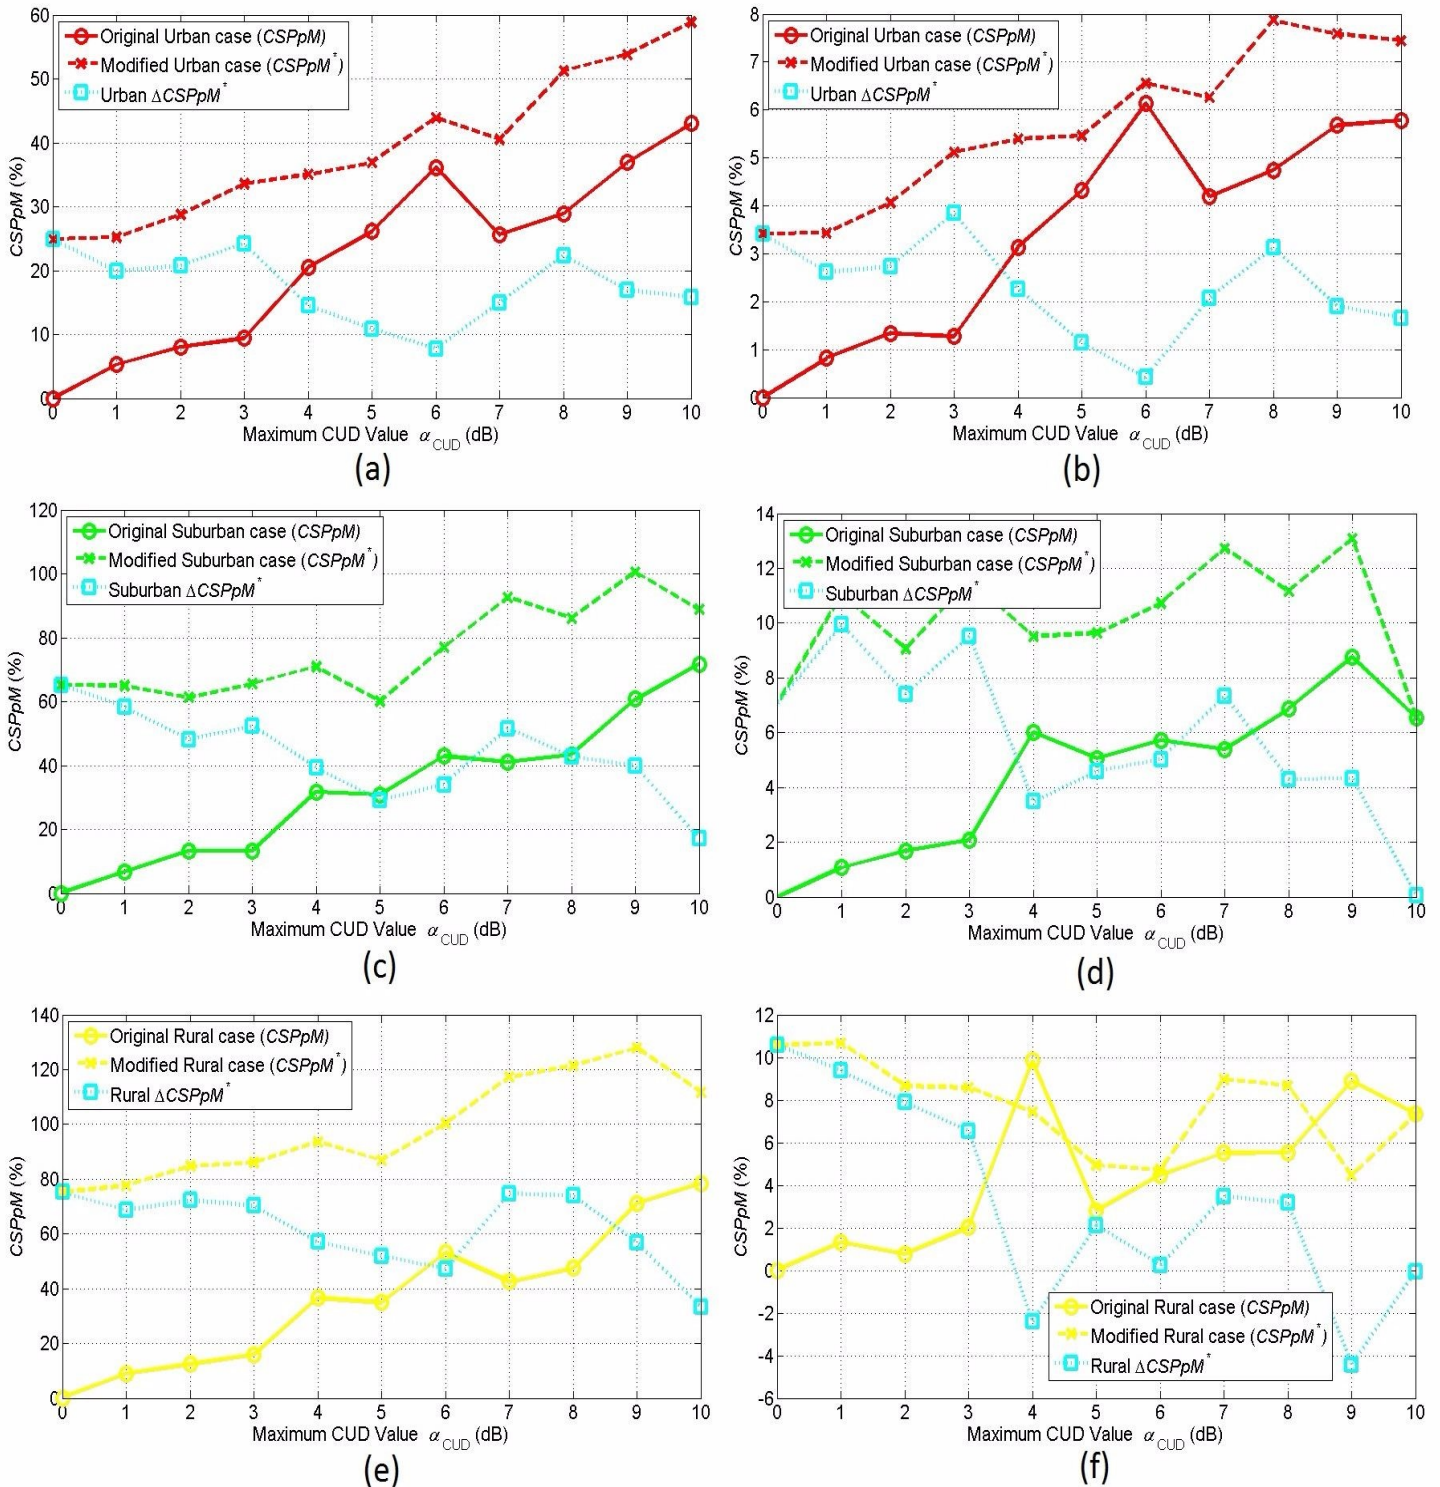 60
50
40
30
20
10
0
CSPpM (%)
Original Urban case (CSPpM)
Modified Urban case (CSPpM*)
Urban ΔCSPpM*
0 1 2 3 4 5 6 7 8 9 10
Maximum CUD Value α CUD (dB)
(a)
8
7
6
5
4
3
2
1
0
CSPpM (%)
Original Urban case (CSPpM)
Modified Urban case (CSPpM*)
Urban ΔCSPpM*
0 1 2 3 4 5 6 7 8 9 10
Maximum CUD Value α CUD (dB)
(b)
120
100
80
60
40
20
0
CSPpM (%)
Original Suburban case (CSPpM)
Modified Suburban case (CSPpM*)
Suburban ΔCSPpM*
0 1 2 3 4 5 6 7 8 9 10
Maximum CUD Value α CUD (dB)
(c)
14
12
10
8
6
4
2
0
CSPpM (%)
Original Suburban case (CSPpM)
Modified Suburban case (CSPpM*)
Suburban ΔCSPpM*
0 1 2 3 4 5 6 7 8 9 10
Maximum CUD Value α CUD (dB)
(d)
140
120
100
80
60
40
20
0
CSPpM (%)
Original Rural case (CSPpM)
Modified Rural case (CSPpM*)
Rural ΔCSPpM*
0 1 2 3 4 5 6 7 8 9 10
Maximum CUD Value α CUD (dB)
(e)
12
10
8
6
4
2
0
-2
-4
-6
CSPpM (%)
Original Rural case (CSPpM)
Modified Rural case (CSPpM*)
Rural ΔCSPpM*
0 1 2 3 4 5 6 7 8 9 10
Maximum CUD Value α CUD (dB)
(f)